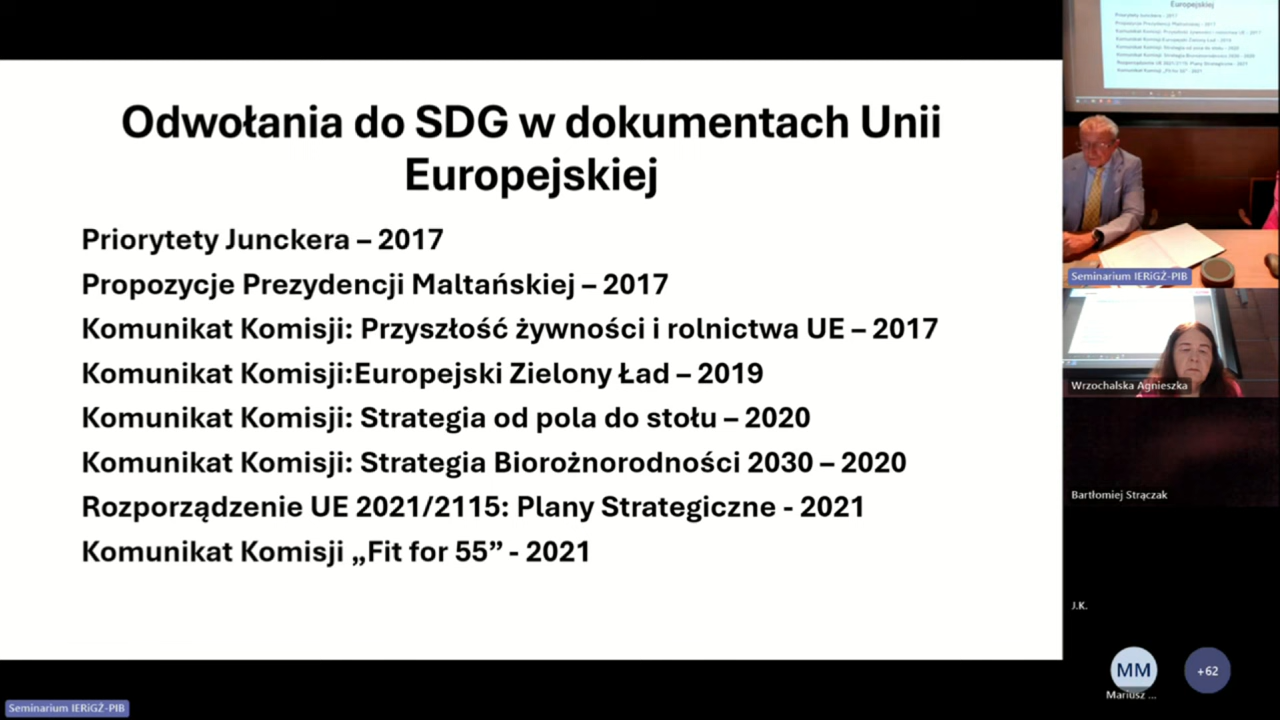 Odwołania do SDG w dokumentach Unii
Europejskiej
Priorytety Junckera – 2017
Propozycje Prezydencji Maltańskiej – 2017
Komunikat Komisji: Przyszłość żywności i rolnictwa UE – 2017
Komunikat Komisji:Europejski Zielony Ład – 2019
Komunikat Komisji: Strategia od pola do stołu – 2020
Komunikat Komisji: Strategia Biorożnorodności 2030 – 2020
Rozporządzenie UE 2021/2115: Plany Strategiczne - 2021
Komunikat Komisji „Fit for 55” - 2021
Seminarium IERiGŻ-PIB
Europejskiej
Seminarium IERiGŻ-PIB
Wrzochalska Agnieszka
Bartłomiej Strączak
J.K.
MM
Mariusz ...
+62